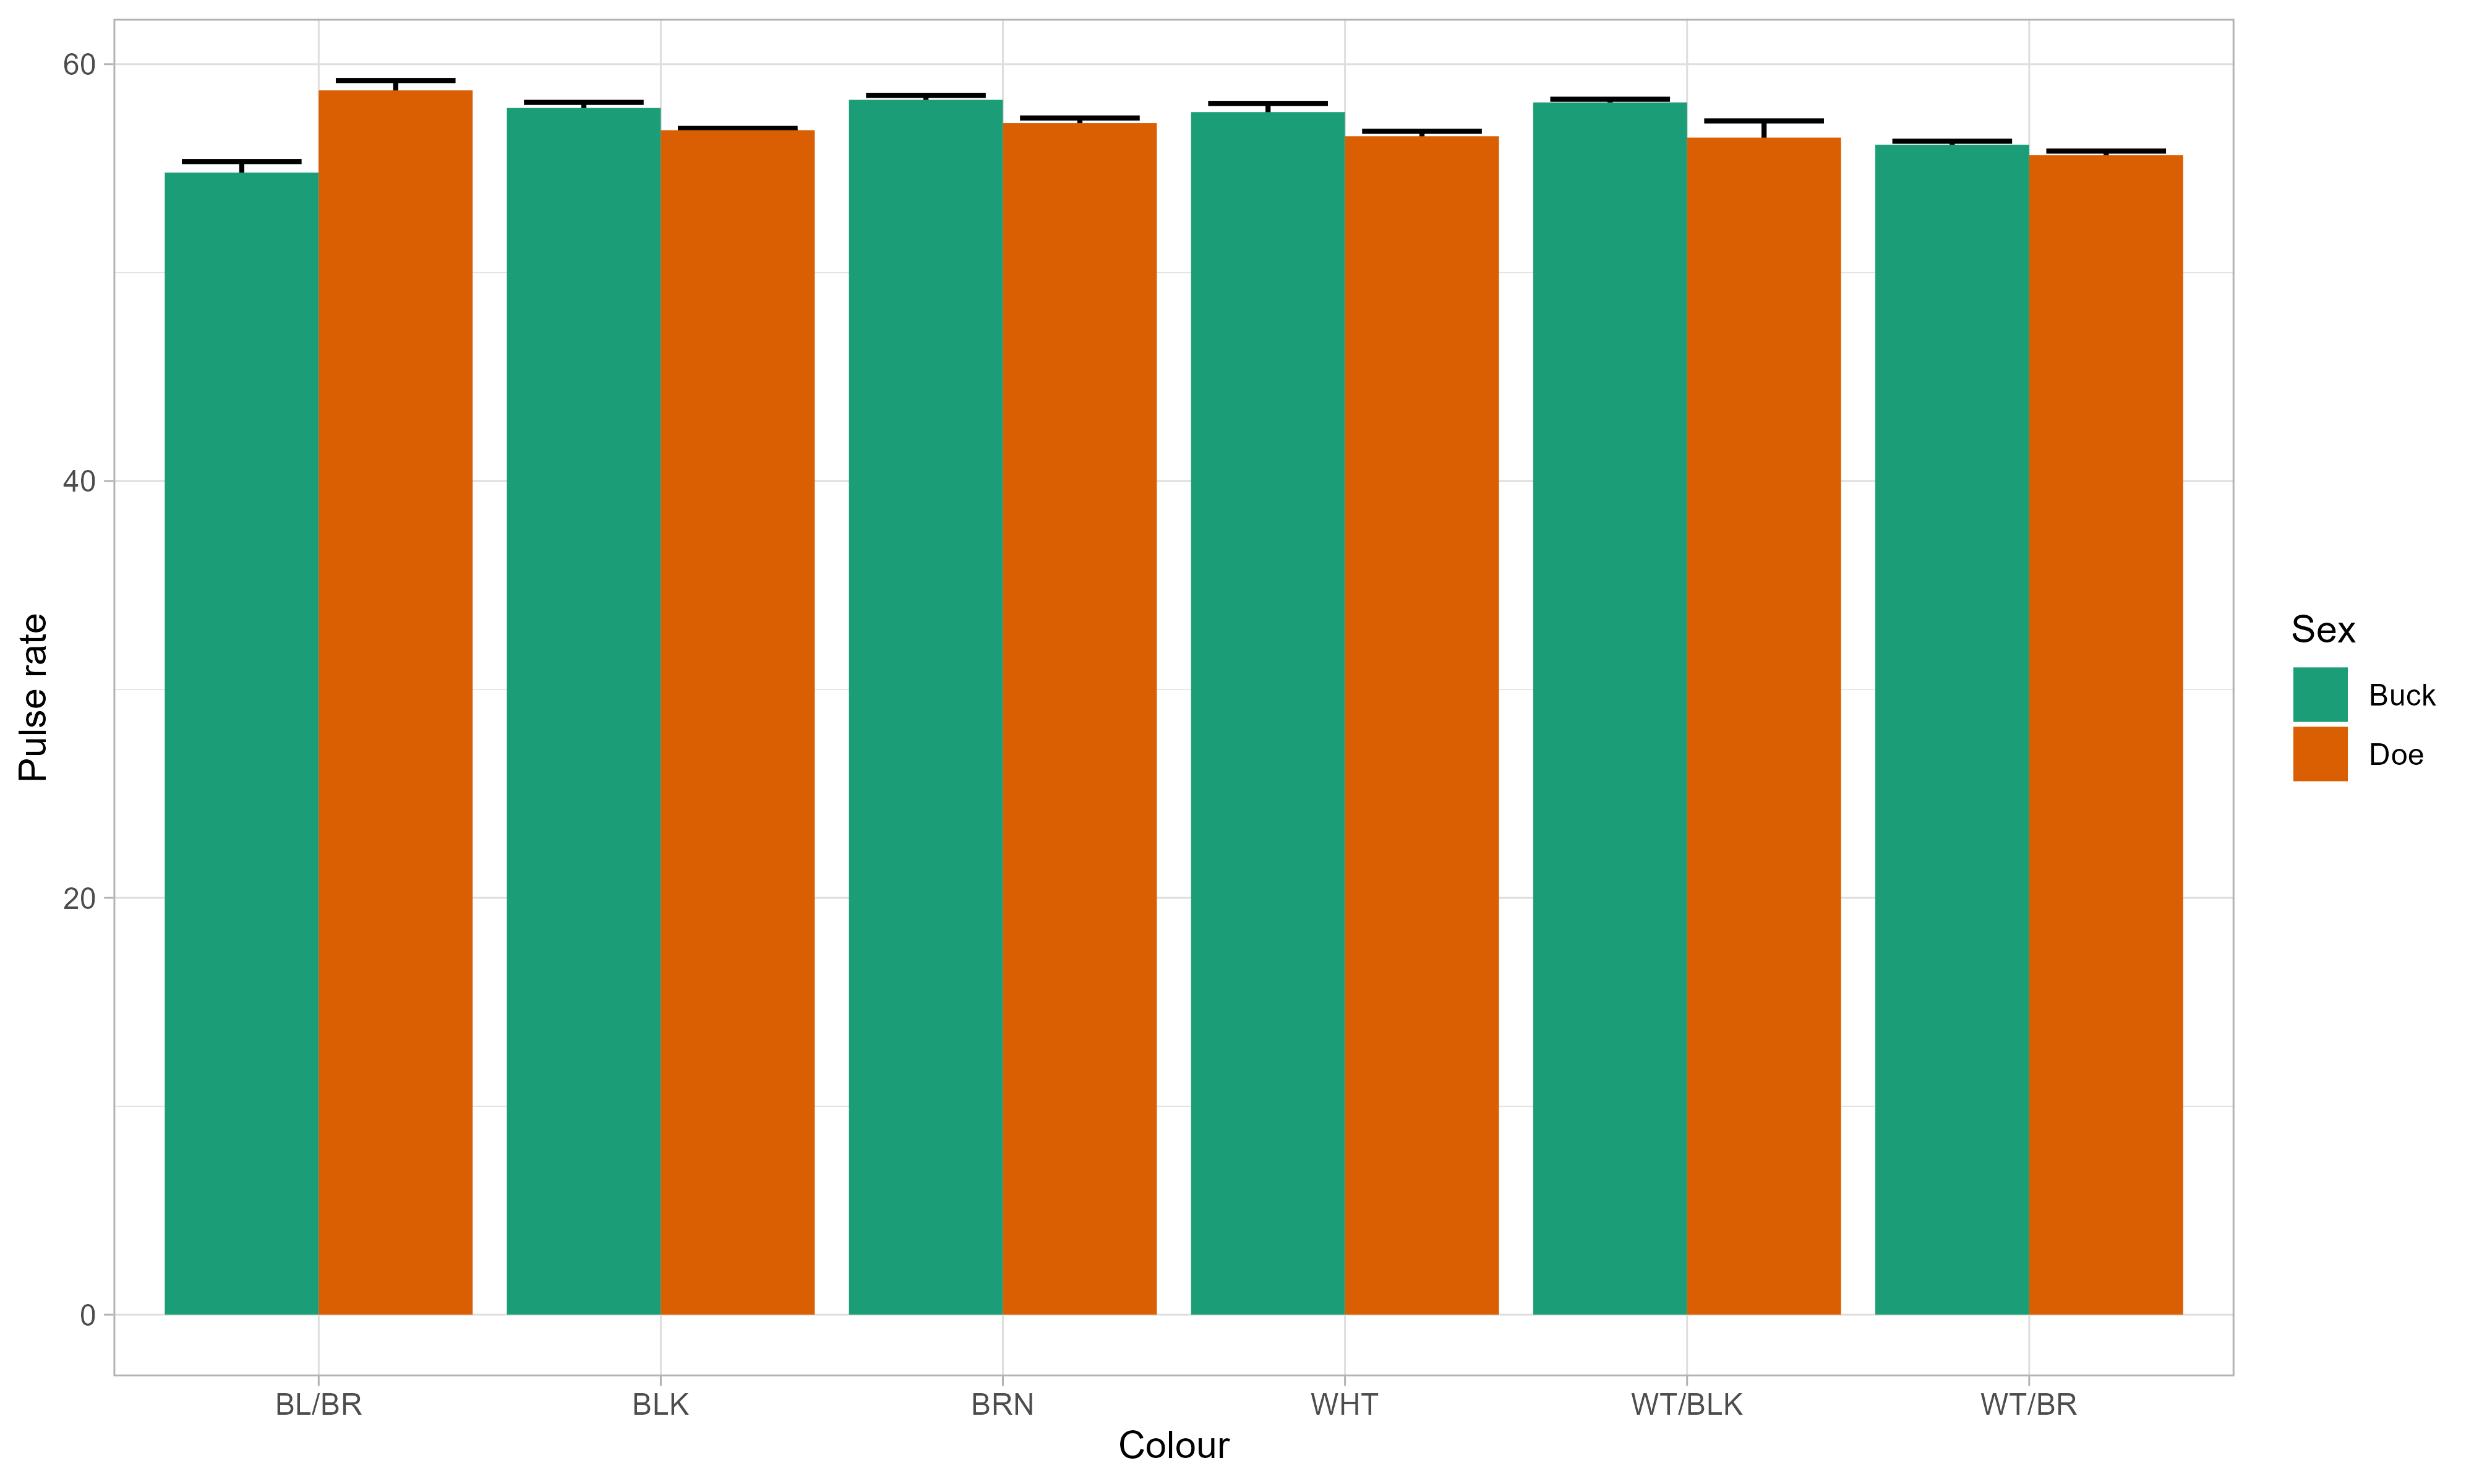 60
40
20
0
Pulse rate
BL/BR
BLK
BRN
WHT
WT/BLK
WT/BR
Colour
Sex
Buck
Doe